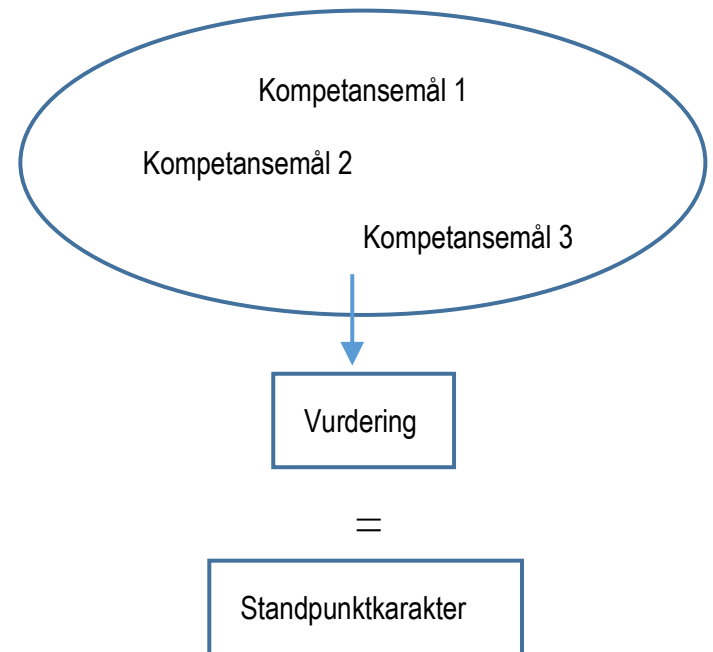 Kompetansemål 1
Kompetansemål 2
Kompetansemål 3
Vurdering
=
Standpunktkarakter